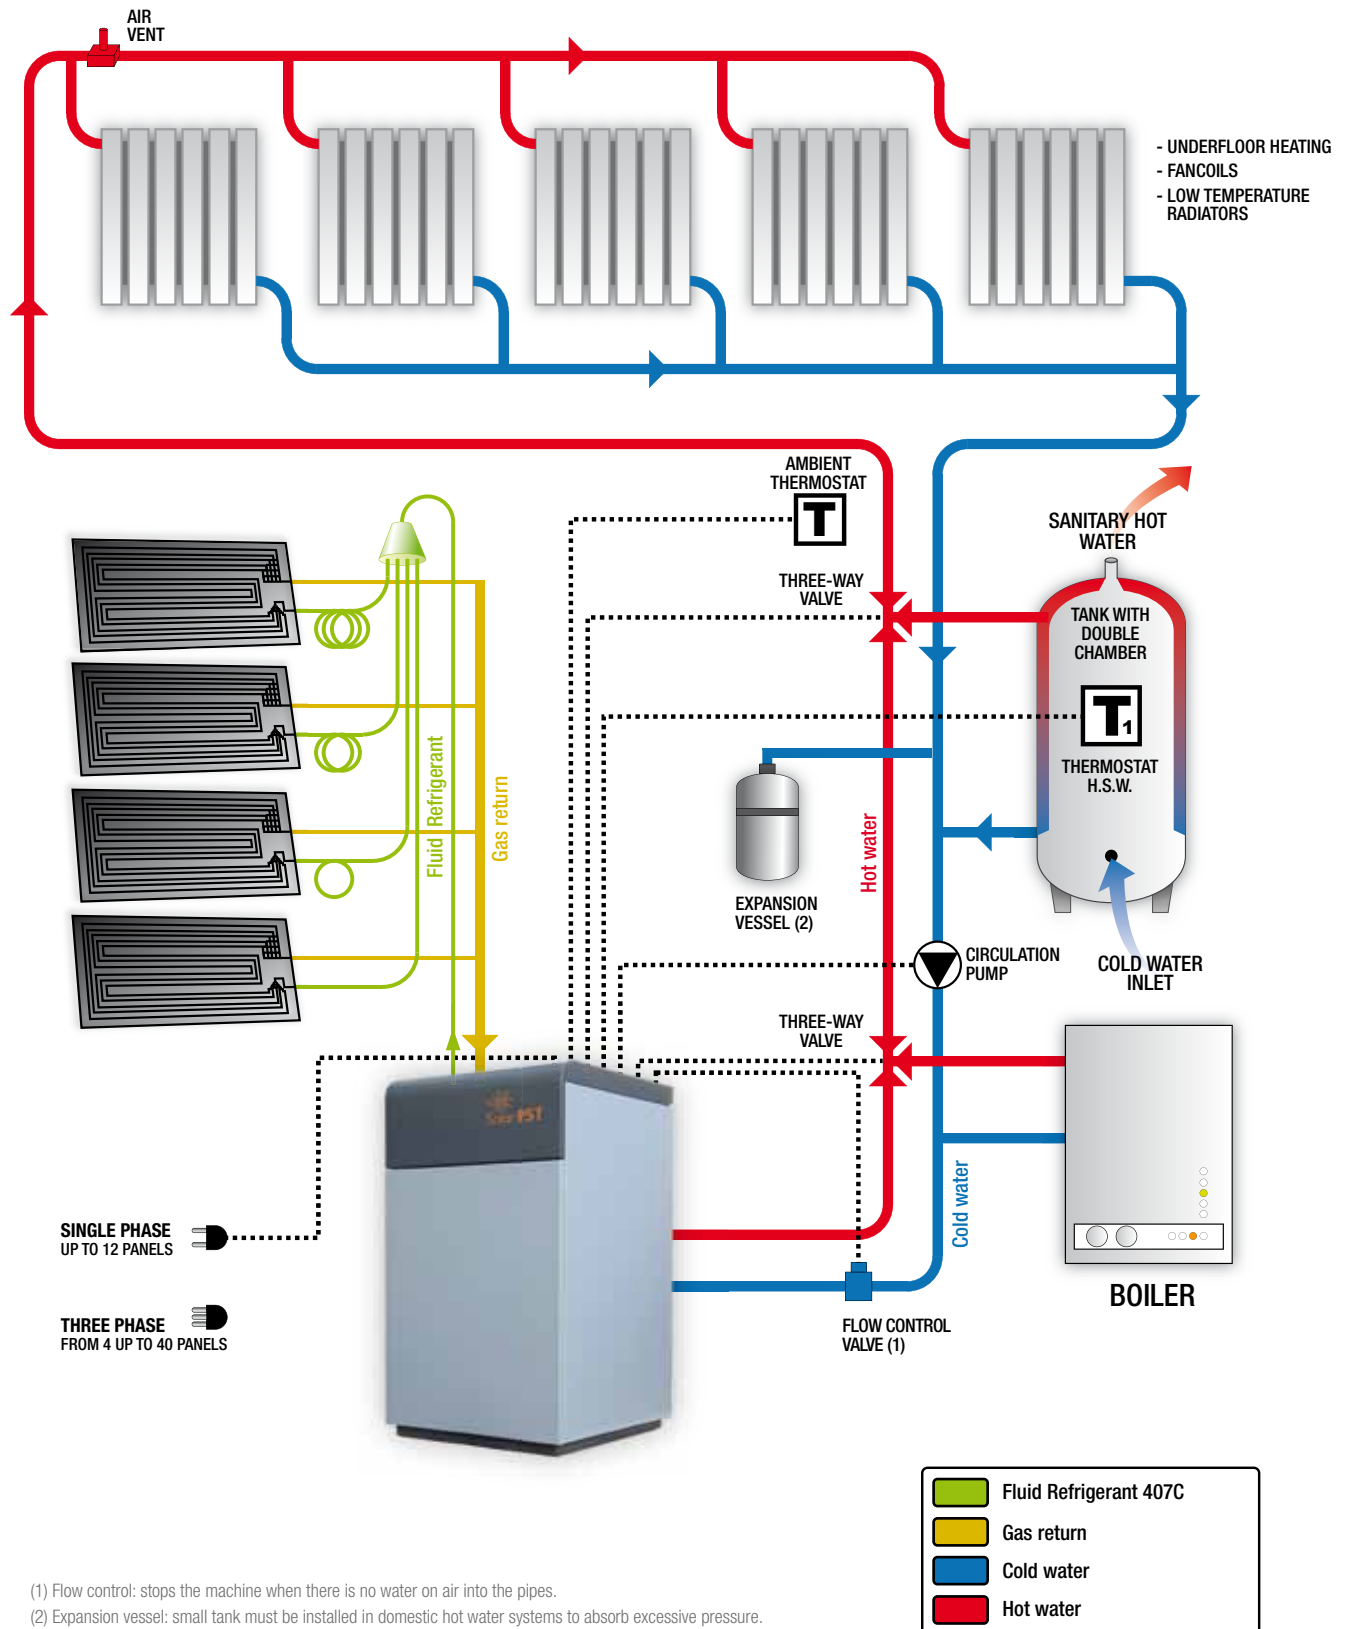 AIR
VENT
- UNDERFLOOR HEATING
- FANCOILS
- LOW TEMPERATURE
RADIATORS
AMBIENT
THERMOSTAT
T
SANITARY HOT
WATER
THREE-WAY
VALVE
TANK WITH
DOUBLE
CHAMBER
T1
THERMOSTAT
H.S.W.
Fluid Refrigerant
Gas return
Hot water
EXPANSION
VESSEL (2)
CIRCULATION
PUMP
COLD WATER
INLET
THREE-WAY
VALVE
Solar PST
Cold water
SINGLE PHASE
UP TO 12 PANELS
BOILER
THREE PHASE
FROM 4 UP TO 40 PANELS
FLOW CONTROL
VALVE (1)
Fluid Refrigerant 407C
Gas return
Cold water
Hot water
(1) Flow control: stops the machine when there is no water on air into the pipes.
(2) Expansion vessel: small tank must be installed in domestic hot water systems to absorb excessive pressure.